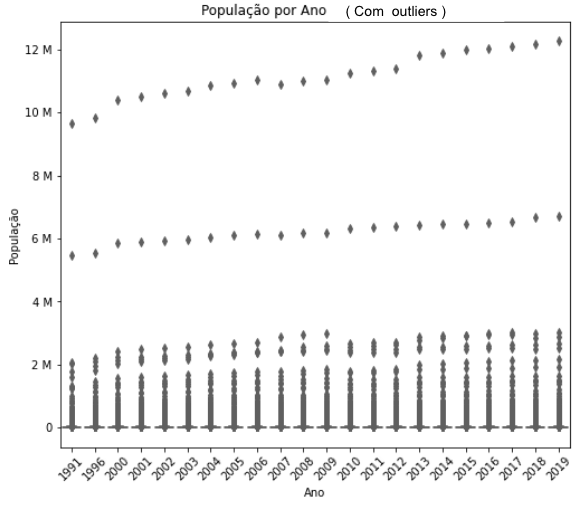 População por Ano ( Com outliers )
12 M
10 M
8 M
6 M
4 M
2 M
0
População
1991 1996 2000 2001 2002 2003 2004 2005 2006 2007 2008 2009 2010 2011 2012 2013 2014 2015 2016 2017 2018 2019
Ano